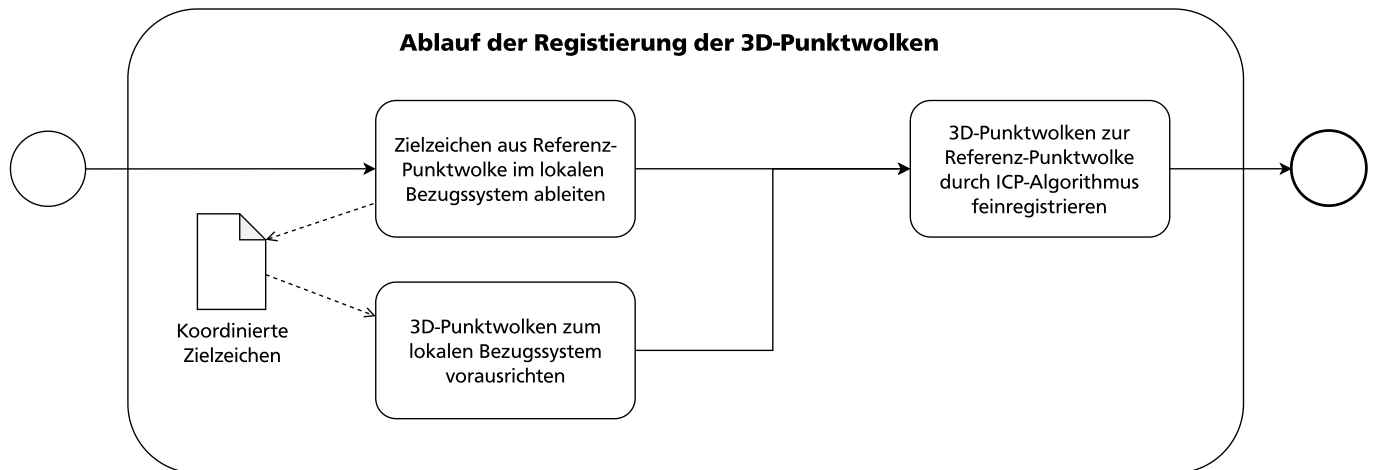 Ablauf der Registierung der 3D-Punktwolken
Zielzeichen aus Referenz-
Punktwolke im lokalen
Bezugssystem ableiten
3D-Punktwolken zur
Referenz-Punktwolke
durch ICP-Algorithmus
feinregistrieren
Koordinierte
Zielzeichen
3D-Punktwolken zum
lokalen Bezugssystem
vorausrichten